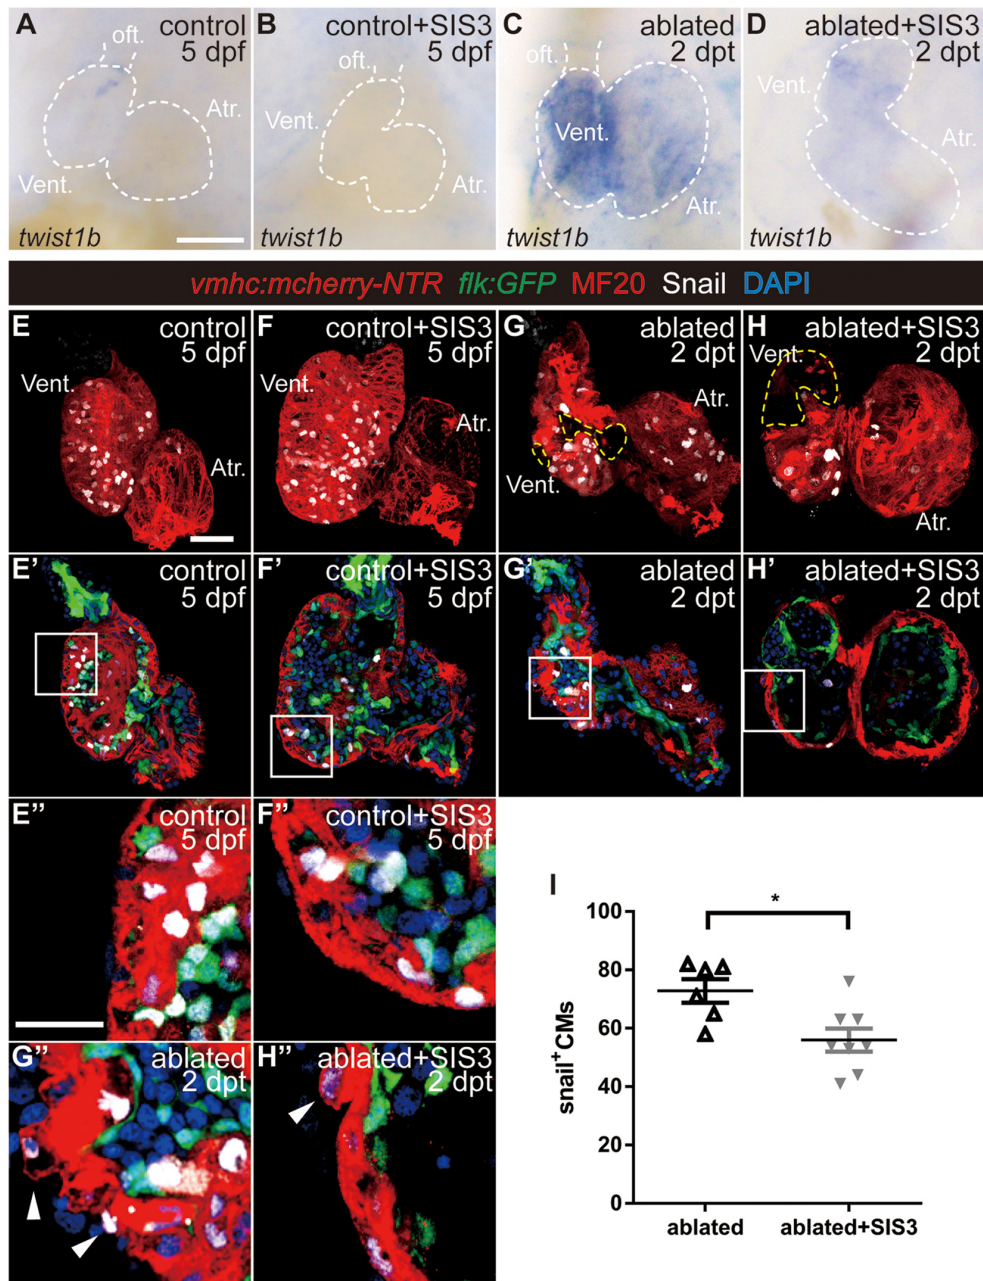 A control 5 dpf oft. Atr. Vent. twist1b
B control+SIS3 5 dpf oft. Vent. Atr. twist1b
C ablated 2 dpt oft. Vent. Atr. twist1b
D ablated+SIS3 2 dpt Vent. Atr. twist1b
vmhc:mcherry-NTR flk:GFP MF20 Snail DAPI
E control 5 dpf Vent. Atr.
F control+SIS3 5 dpf Vent. Atr.
G ablated 2 dpt Atr. Vent.
H ablated+SIS3 2 dpt Vent. Atr.
E' control 5 dpf
F' control+SIS3 5 dpf
G' ablated 2 dpt
H' ablated+SIS3 2 dpt
E" control 5 dpf
F" control+SIS3 5 dpf
G" ablated 2 dpt
H" ablated+SIS3 2 dpt
I
*
snail+CMs
100
80
60
40
20
0
ablated ablated+SIS3